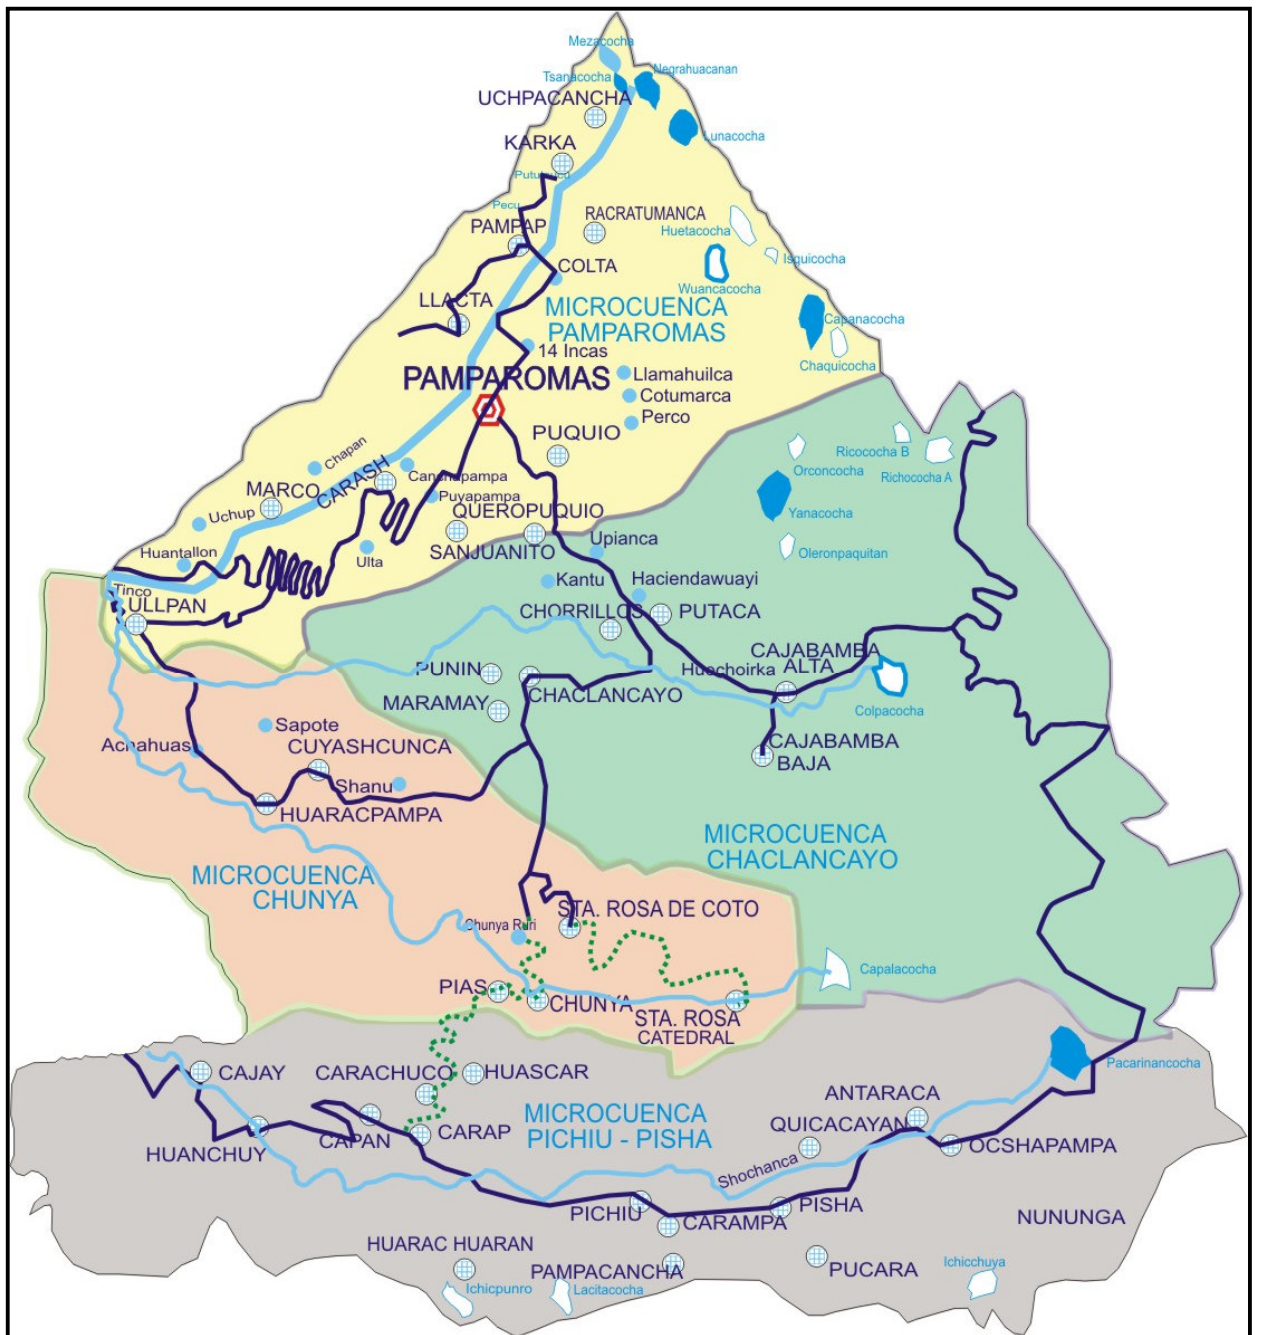 Mezacocha
Tsanacocha
Negrahuacanan
UCHPACANCHA
Lunacocha
KARKA
Pecu
PAMPAP
RACRATUMANCA
Huetacocha
Isquicocha
COLTA
Wuancacocha
LLACTA
MICROCUENCA
PAMPAROMAS
Capanacocha
14 Incas
Chaquicocha
PAMPAROMAS
Llamahuilca
Cotumarca
Perco
PUQUIO
Chapan
Ricococha B
Orconcocha
Richococha A
CARASH
Canchapampa
MARCO
Puyapampa
Uchup
QUEROPUQUIO
Yanacocha
Huantallon
Ulta
SANJUANITO
Upianca
Oleronpaquitan
Kantu
Haciendawuayi
Tinco
ULLPAN
CHORRILLOS
PUTACA
CAJABAMBA
ALTA
PUNIN
Huechoirka
CHACLANCAYO
MARAMAY
Colpacocha
Sapote
Achahuas
CUYASHCUNCA
CAJABAMBA
BAJA
Shanu
HUARACPAMPA
MICROCUENCA
CHACLANCAYO
MICROCUENCA
CHUNYA
STA. ROSA DE COTO
Chunya Ruri
Capalacocha
PIAS
CHUNYA
STA. ROSA
CATEDRAL
CAJAY
CARACHUCO
HUASCAR
Pacarinancocha
ANTARACA
MICROCUENCA
PICHIU - PISHA
QUICACAYAN
CAPAN
CARAP
HUANCHUY
OCSHAPAMPA
Shochanca
PICHIU
CARAMPA
PISHA
NUNUNGA
HUARAC HUARAN
PAMPACANCHA
PUCARA
Ichicchuya
Ichicpunro
Lacitacocha